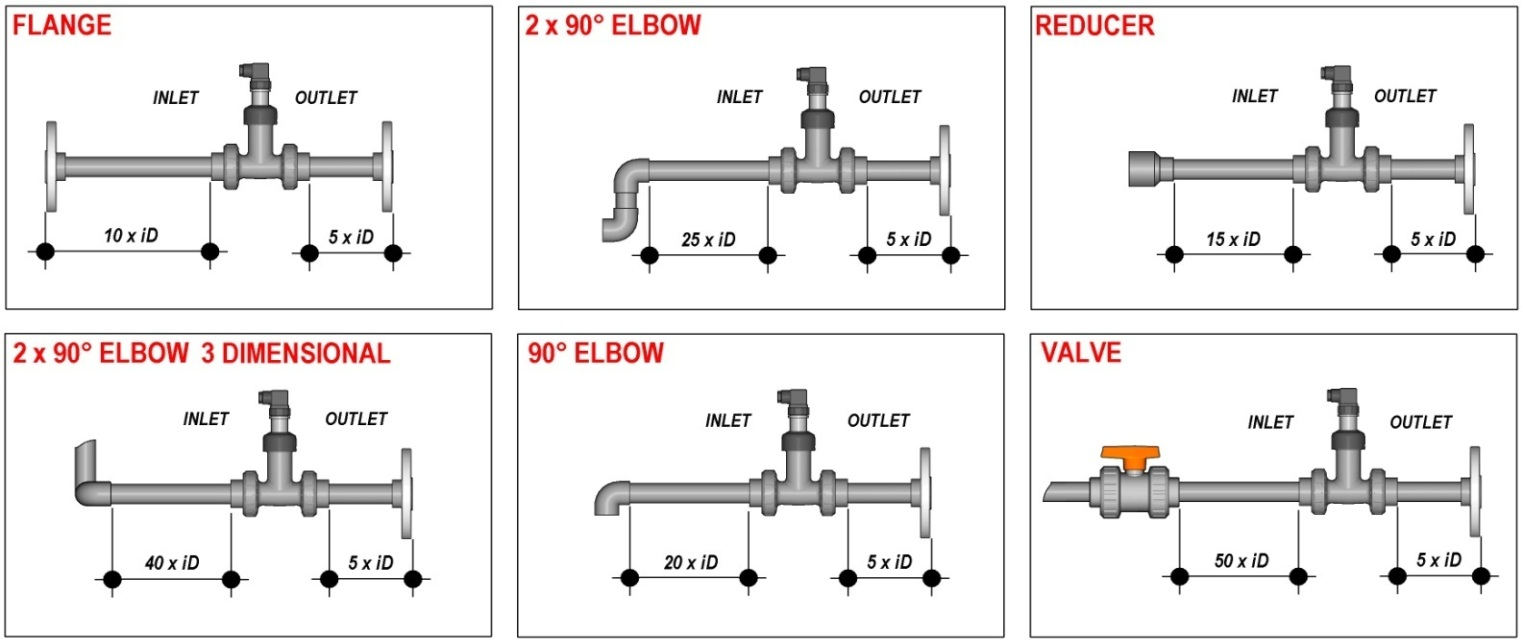 FLANGE
INLET OUTLET
10 x iD 5 x iD
2 x 90° ELBOW
INLET OUTLET
25 x iD 5 x iD
REDUCER
INLET OUTLET
15 x iD 5 x iD
2 x 90° ELBOW 3 DIMENSIONAL
INLET OUTLET
40 x iD 5 x iD
90° ELBOW
INLET OUTLET
20 x iD 5 x iD
VALVE
INLET OUTLET
50 x iD 5 x iD